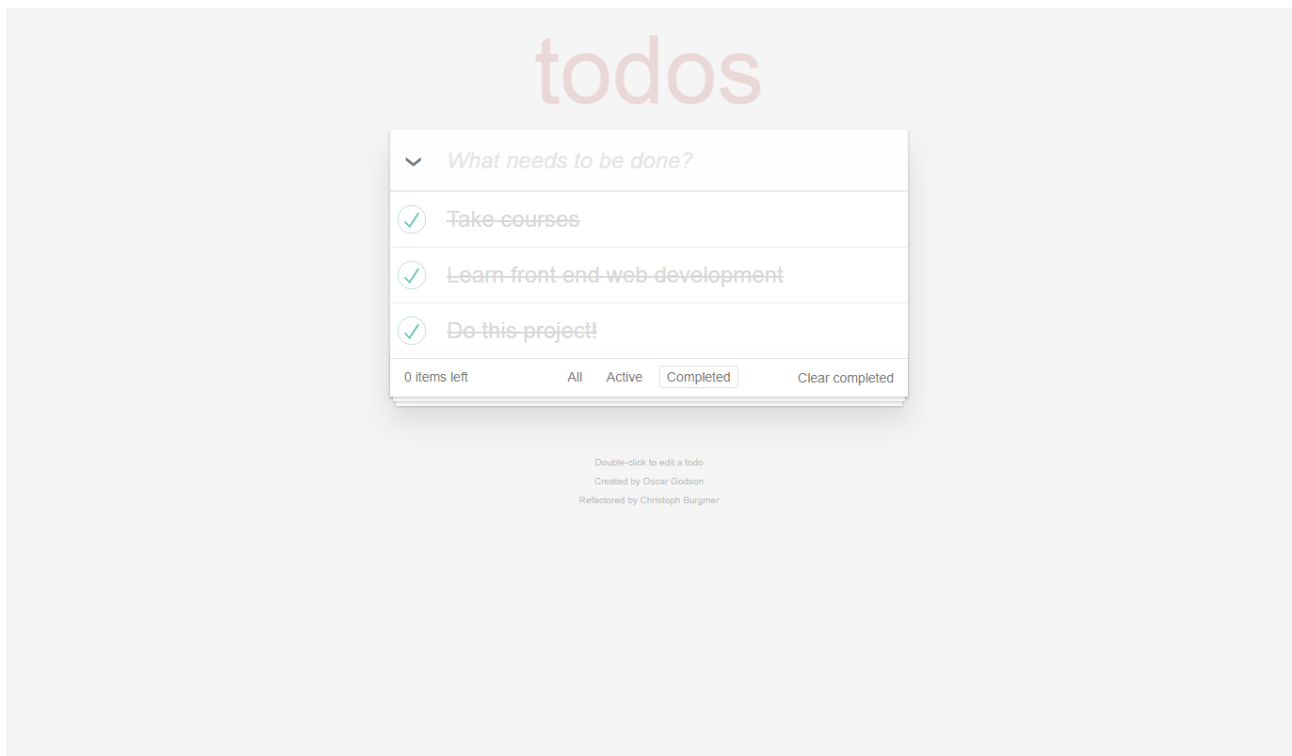 todos
What needs to be done?
Take courses
Learn front end web development
Do this project!
0 items left All Active Completed Clear completed
Double-click to edit a todo
Created by Oscar Godson
Refactored by Christoph Burgmer